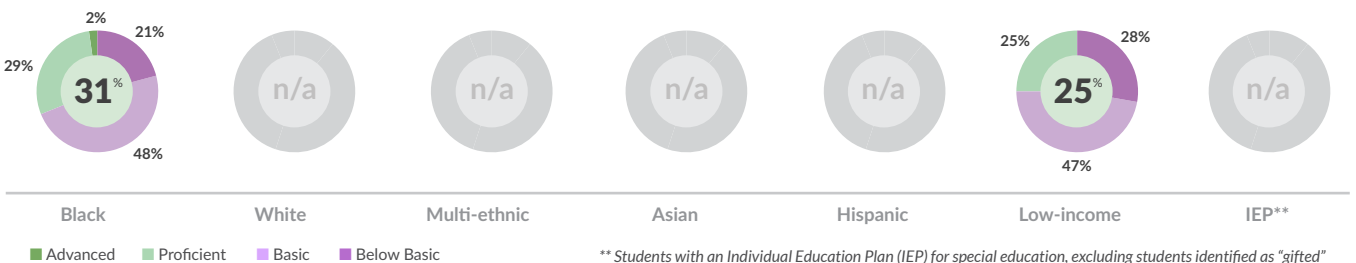 2%
21%
29%
31%
48%
n/a
n/a
n/a
n/a
25%
28%
25%
47%
n/a
Black
White
Multi-ethnic
Asian
Hispanic
Low-income
IEP**
Advanced
Proficient
Basic
Below Basic
** Students with an Individual Education Plan (IEP) for special education, excluding students identified as “gifted”